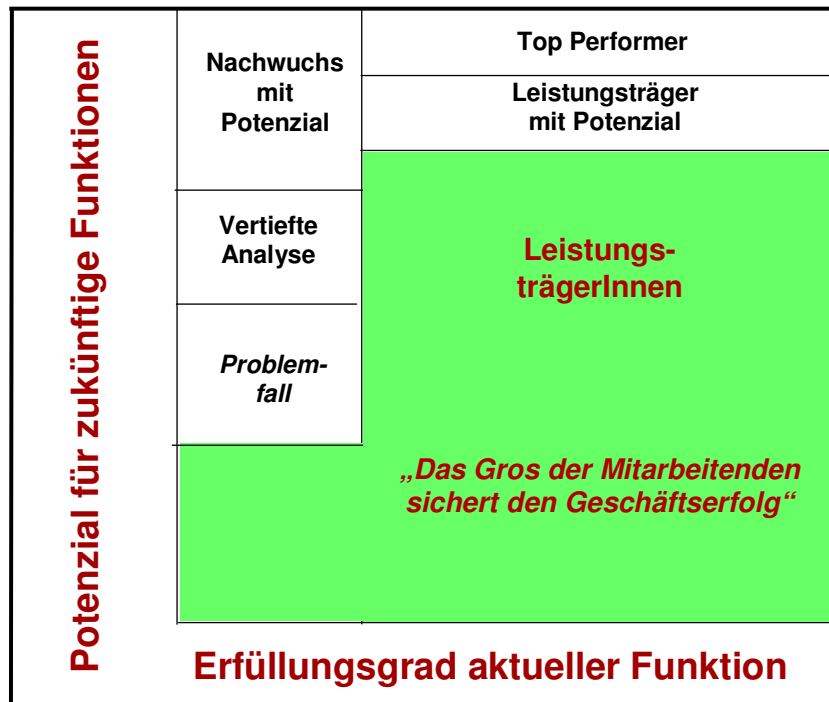 Potenzial für zukünftige Funktionen
Nachwuchs
mit
Potenzial
Top Performer
Leistungsträger
mit Potenzial
Vertiefte
Analyse
Leistungs-
trägerInnen
Problem-
fall
„Das Gros der Mitarbeitenden
sichert den Geschäftserfolg“
Erfüllungsgrad aktueller Funktion